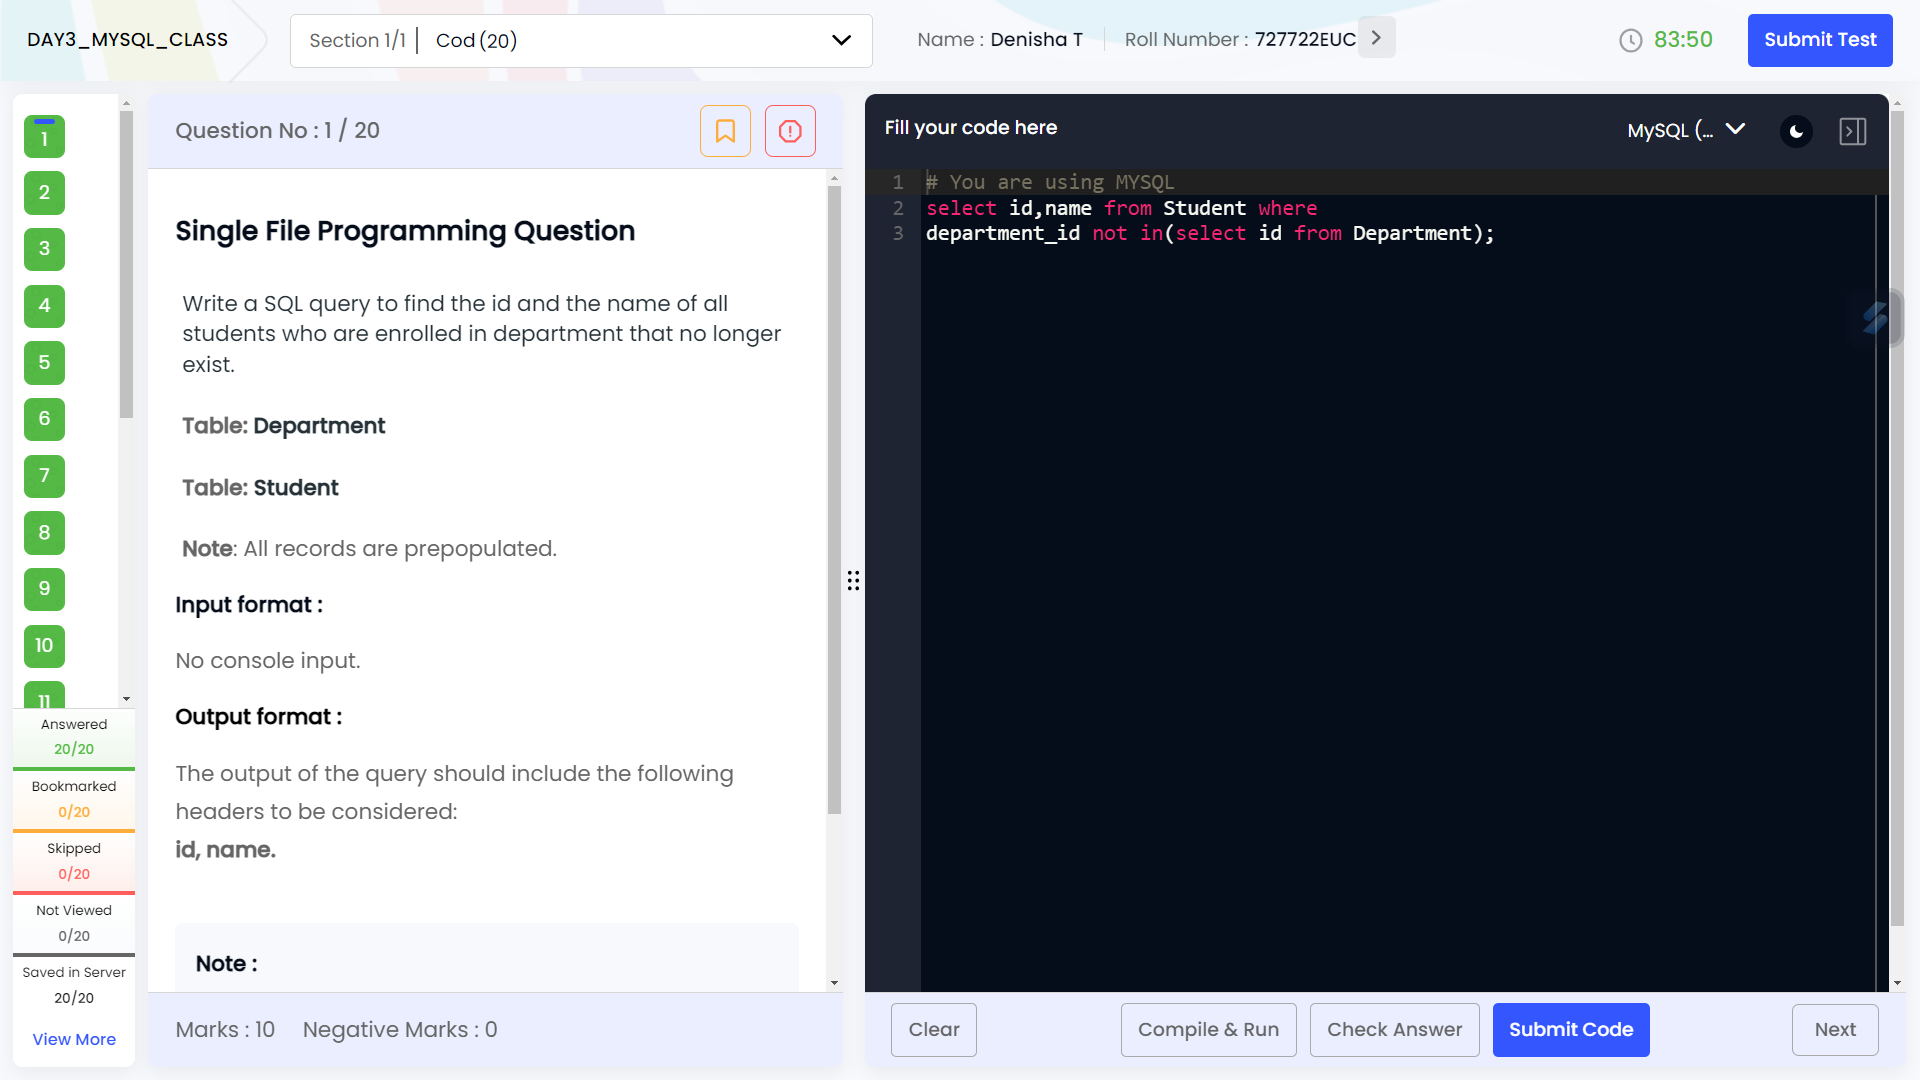 DAY3_MYSQL_CLASS
Section 1/1 | Cod (20)
Name : Denisha T
Roll Number : 727722EUC
83:50
Submit Test
1
2
3
4
5
6
7
8
9
10
11
Answered
20/20
Bookmarked
0/20
Skipped
0/20
Not Viewed
0/20
Saved in Server
20/20
View More
Question No : 1 / 20
Single File Programming Question
Write a SQL query to find the id and the name of all
students who are enrolled in department that no longer
exist.
Table: Department
Table: Student
Note: All records are prepopulated.
Input format :
No console input.
Output format :
The output of the query should include the following
headers to be considered:
id, name.
Note :
Marks : 10 Negative Marks : 0
Fill your code here
MySQL (...
1 # You are using MYSQL
2 select id,name from Student where
3 department_id not in(select id from Department);
Clear
Compile & Run
Check Answer
Submit Code
Next